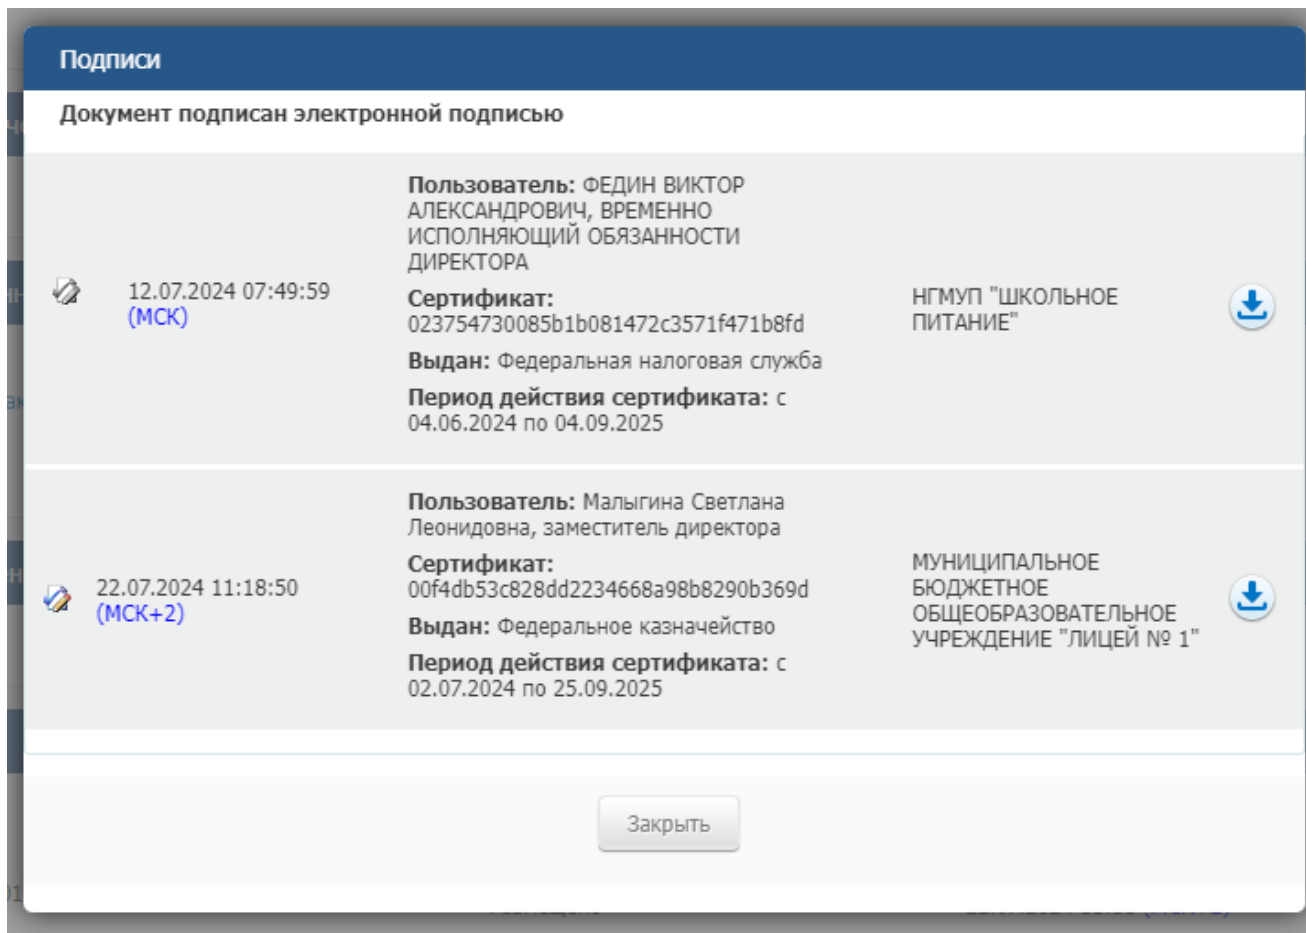 Подписи
Документ подписан электронной подписью
12.07.2024 07:49:59
(МСК)
Пользователь: ФЕДИН ВИКТОР
АЛЕКСАНДРОВИЧ, ВРЕМЕННО
ИСПОЛНЯЮЩИЙ ОБЯЗАННОСТИ
ДИРЕКТОРА
Сертификат:
023754730085b1b081472c3571f471b8fd
Выдан: Федеральная налоговая служба
Период действия сертификата: с
04.06.2024 по 04.09.2025
НГМУП "ШКОЛЬНОЕ
ПИТАНИЕ"
22.07.2024 11:18:50
(МСК+2)
Пользователь: Малыгина Светлана
Леонидовна, заместитель директора
Сертификат:
00f4db53c828dd2234668a98b8290b369d
Выдан: Федеральное казначейство
Период действия сертификата: с
02.07.2024 по 25.09.2025
МУНИЦИПАЛЬНОЕ
БЮДЖЕТНОЕ
ОБЩЕОБРАЗОВАТЕЛЬНОЕ
УЧРЕЖДЕНИЕ "ЛИЦЕЙ № 1"
Закрыть